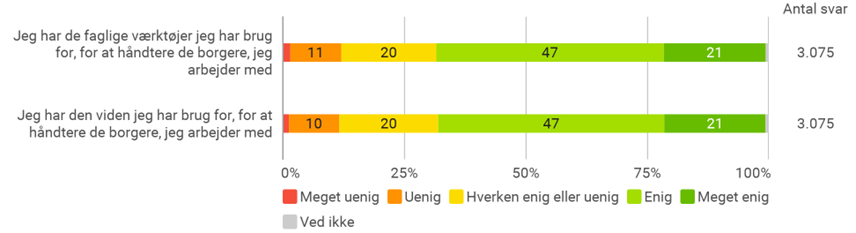 Antal svar
Jeg har de faglige værktøjer jeg har brug
for, for at håndtere de borgere, jeg
arbejder med
11 20 47 21 3.075
Jeg har den viden jeg har brug for, for at
håndtere de borgere, jeg arbejder med
10 20 47 21 3.075
0% 25% 50% 75% 100%
Meget uenig Uenig Hverken enig eller uenig Enig Meget enig
Ved ikke